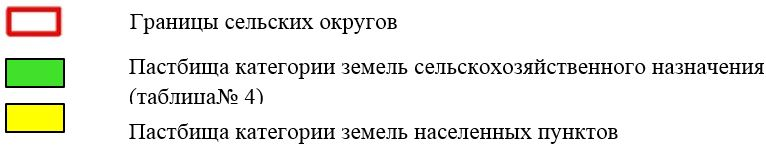 Границы сельских округов
Пастбища категории земель сельскохозяйственного назначения
(таблица№ 4)
Пастбища категории земель населенных пунктов